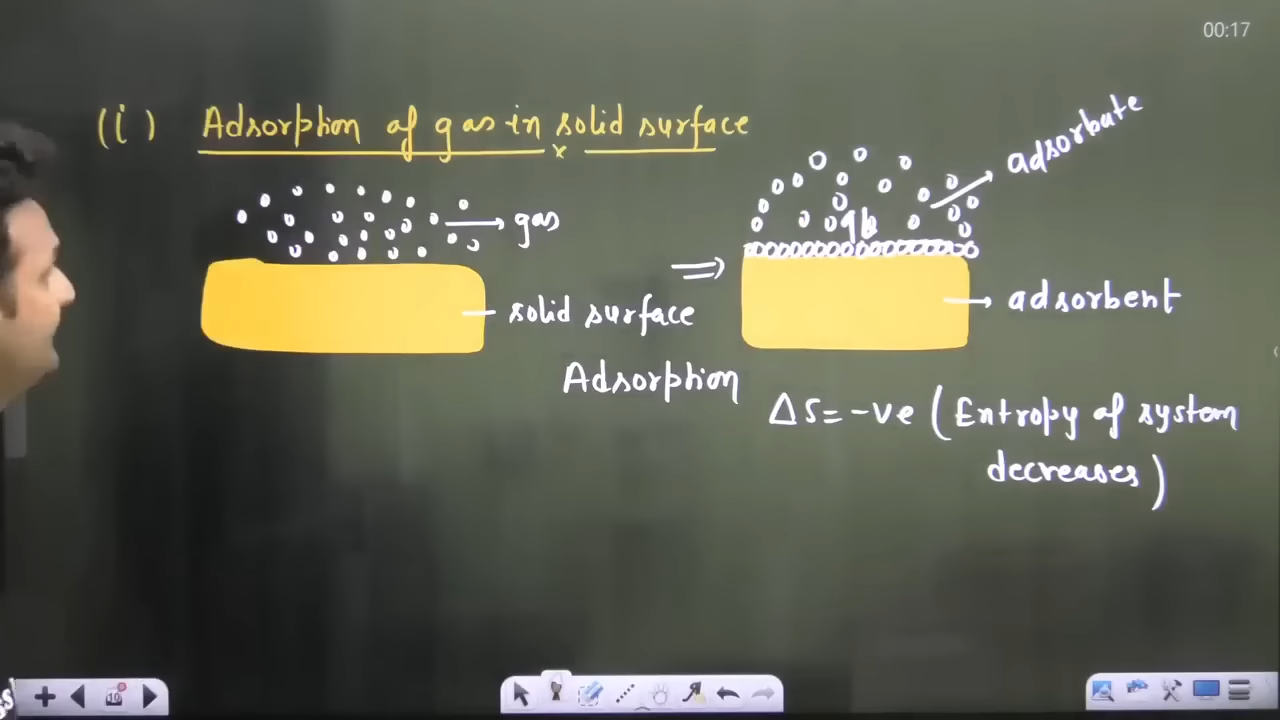 00:17
(i) Adsorption of gas in solid surface
adsorbate
gas
solid surface
adsorbent
Adsorption
ΔS=-ve (Entropy of system
decreases)
10